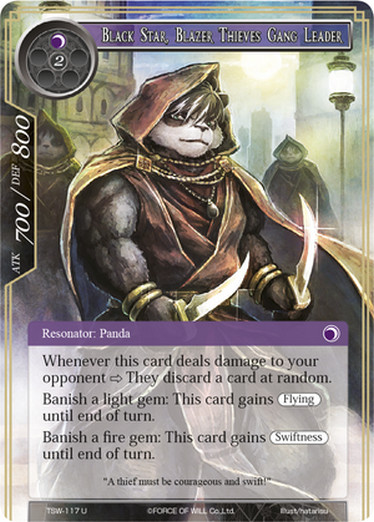 Black Star, Blazer Thieves Gang Leader
2
ATK 700 / DEF 800
Resonator: Panda
Whenever this card deals damage to your
opponent ⇨ They discard a card at random.
Banish a light gem: This card gains Flying
until end of turn.
Banish a fire gem: This card gains Swiftness
until end of turn.
"A thief must be courageous and swift!"
TSW-117 U
©FORCE OF WILL Co.,Ltd.
Illust/hatarisu